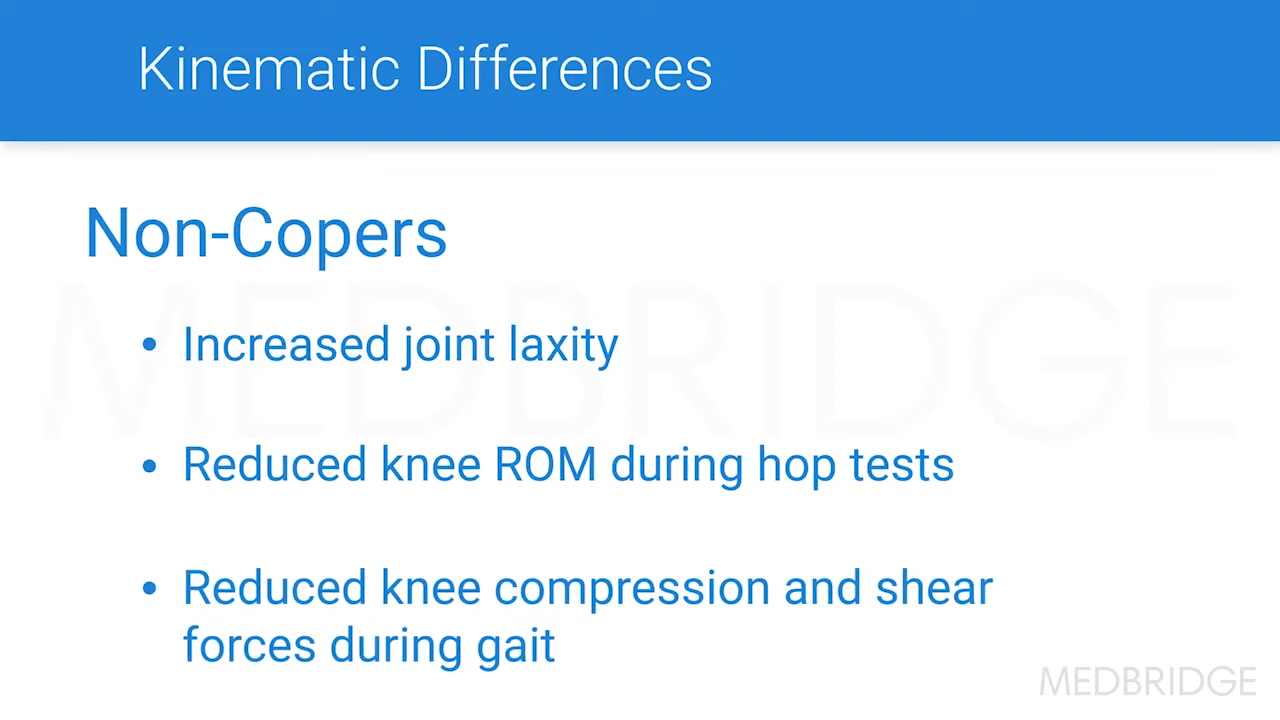 Kinematic Differences
Non-Copers
• Increased joint laxity
• Reduced knee ROM during hop tests
• Reduced knee compression and shear
forces during gait
MEDBRIDGE
MEDBRIDGE